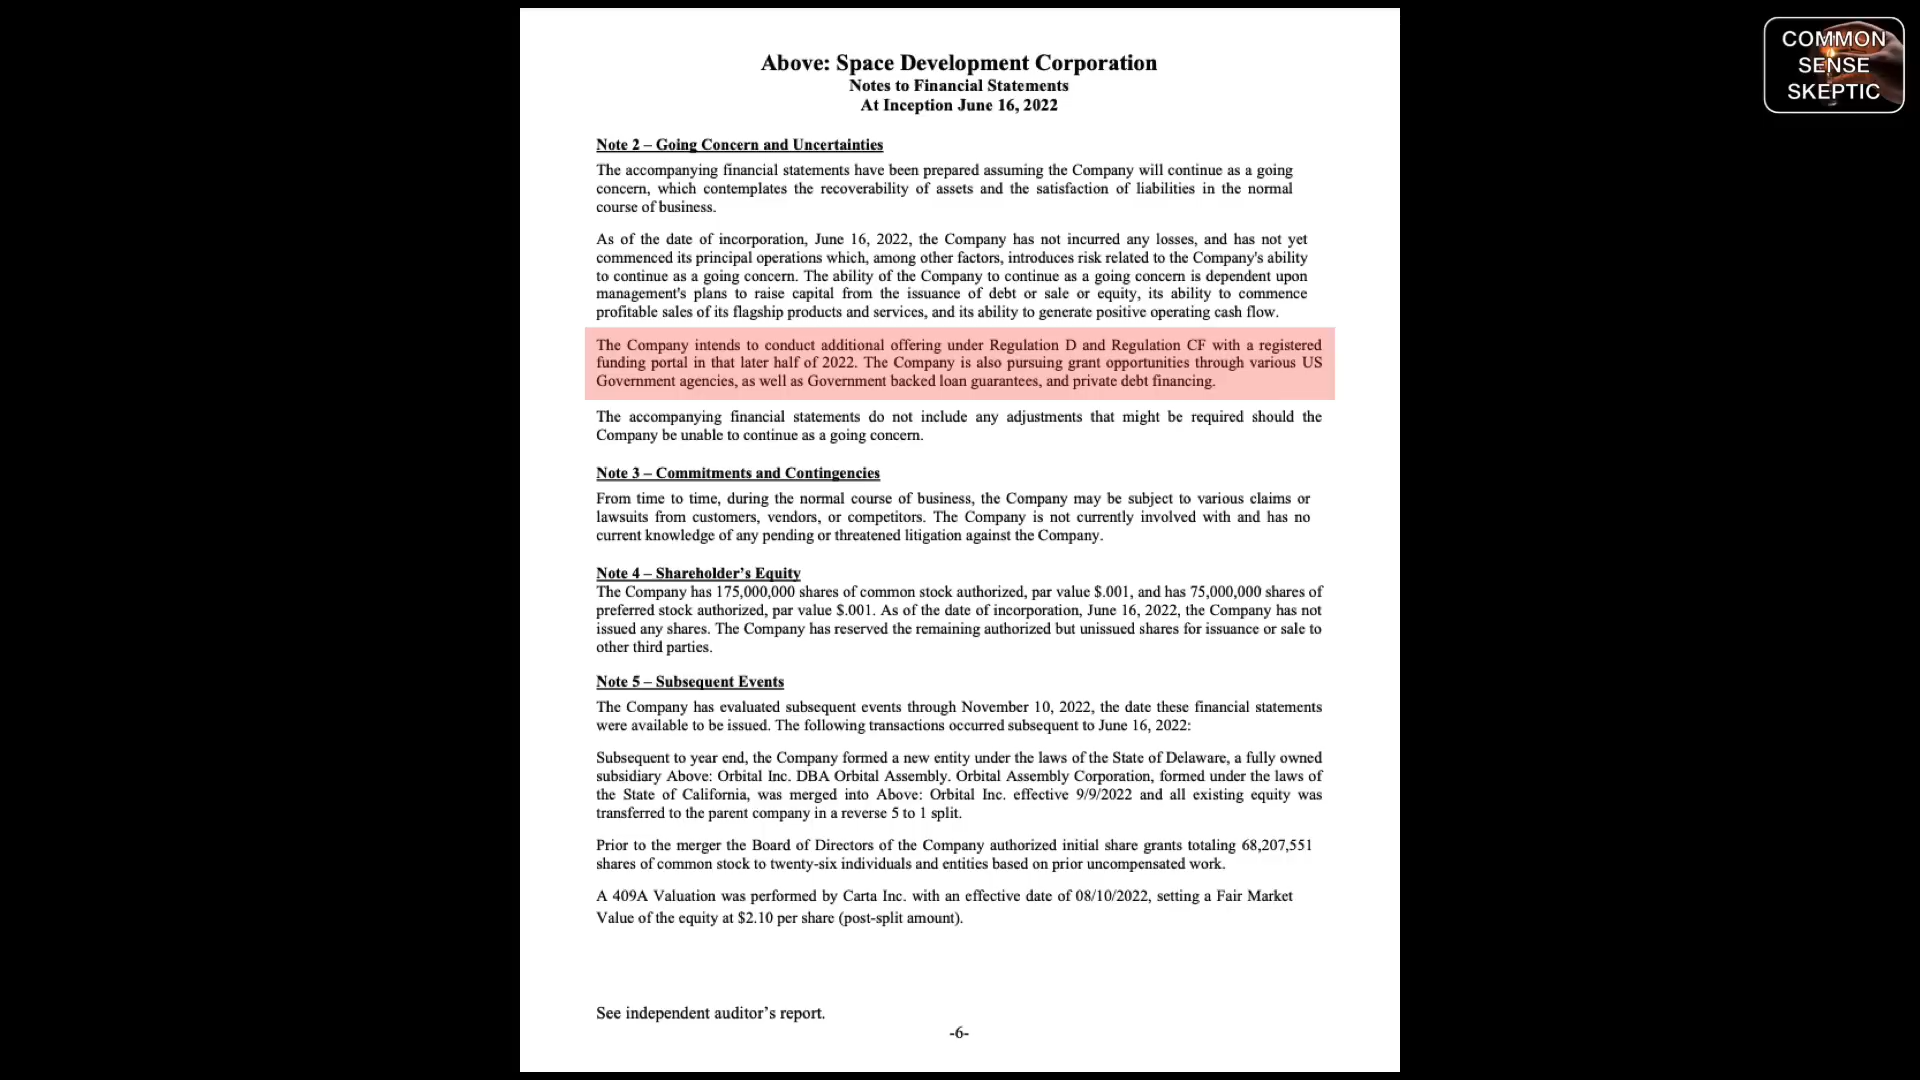 Above: Space Development Corporation
Notes to Financial Statements
At Inception June 16, 2022
Note 2 – Going Concern and Uncertainties
The accompanying financial statements have been prepared assuming the Company will continue as a going
concern, which contemplates the recoverability of assets and the satisfaction of liabilities in the normal
course of business.
As of the date of incorporation, June 16, 2022, the Company has not incurred any losses, and has not yet
commenced its principal operations which, among other factors, introduces risk related to the Company's ability
to continue as a going concern. The ability of the Company to continue as a going concern is dependent upon
management's plans to raise capital from the issuance of debt or sale or equity, its ability to commence
profitable sales of its flagship products and services, and its ability to generate positive operating cash flow.
The Company intends to conduct additional offering under Regulation D and Regulation CF with a registered
funding portal in that later half of 2022. The Company is also pursuing grant opportunities through various US
Government agencies, as well as Government backed loan guarantees, and private debt financing.
The accompanying financial statements do not include any adjustments that might be required should the
Company be unable to continue as a going concern.
Note 3 – Commitments and Contingencies
From time to time, during the normal course of business, the Company may be subject to various claims or
lawsuits from customers, vendors, or competitors. The Company is not currently involved with and has no
current knowledge of any pending or threatened litigation against the Company.
Note 4 – Shareholder’s Equity
The Company has 175,000,000 shares of common stock authorized, par value $.001, and has 75,000,000 shares of
preferred stock authorized, par value $.001. As of the date of incorporation, June 16, 2022, the Company has not
issued any shares. The Company has reserved the remaining authorized but unissued shares for issuance or sale to
other third parties.
Note 5 – Subsequent Events
The Company has evaluated subsequent events through November 10, 2022, the date these financial statements
were available to be issued. The following transactions occurred subsequent to June 16, 2022:
Subsequent to year end, the Company formed a new entity under the laws of the State of Delaware, a fully owned
subsidiary Above: Orbital Inc. DBA Orbital Assembly. Orbital Assembly Corporation, formed under the laws of
the State of California, was merged into Above: Orbital Inc. effective 9/9/2022 and all existing equity was
transferred to the parent company in a reverse 5 to 1 split.
Prior to the merger the Board of Directors of the Company authorized initial share grants totaling 68,207,551
shares of common stock to twenty-six individuals and entities based on prior uncompensated work.
A 409A Valuation was performed by Carta Inc. with an effective date of 08/10/2022, setting a Fair Market
Value of the equity at $2.10 per share (post-split amount).
See independent auditor’s report.
-6-
COMMON
SENSE
SKEPTIC